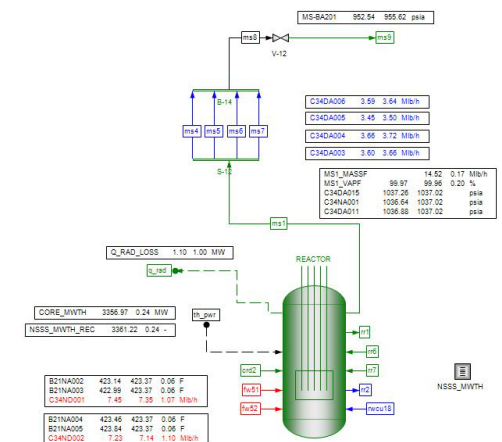 MS-BA201 952.54 955.62 psia
ms8
ms9
V-12
B-14
C34DA006 3.59 3.64 Mlb/h
C34DA005 3.45 3.50 Mlb/h
ms4 ms5 ms6 ms7
C34DA004 3.66 3.72 Mlb/h
C34DA003 3.60 3.66 Mlb/h
S-12
MS1_MASSF 14.52 0.17 Mlb/h
MS1_VAPF 99.97 99.96 0.20 %
C34DA015 1037.26 1037.02 psia
C34NA001 1036.64 1037.02 psia
C34DA011 1036.88 1037.02 psia
ms1
Q_RAD_LOSS 1.10 1.00 MW
REACTOR
q_rad
CORE_MWTH 3356.97 0.24 MW
th_pwr
NSSS_MWTH_REC 3361.22 0.24 -
rr1
rr6
crd2
rr7
NSSS_MWTH
B21NA002 423.14 423.37 0.06 F
B21NA003 422.99 423.37 0.06 F
C34ND001 7.45 7.35 1.07 Mlb/h
fw51
rr2
fw52
rwcu18
B21NA004 423.46 423.37 0.06 F
B21NA005 423.84 423.37 0.06 F
C34ND002 7.23 7.14 1.10 Mlb/h